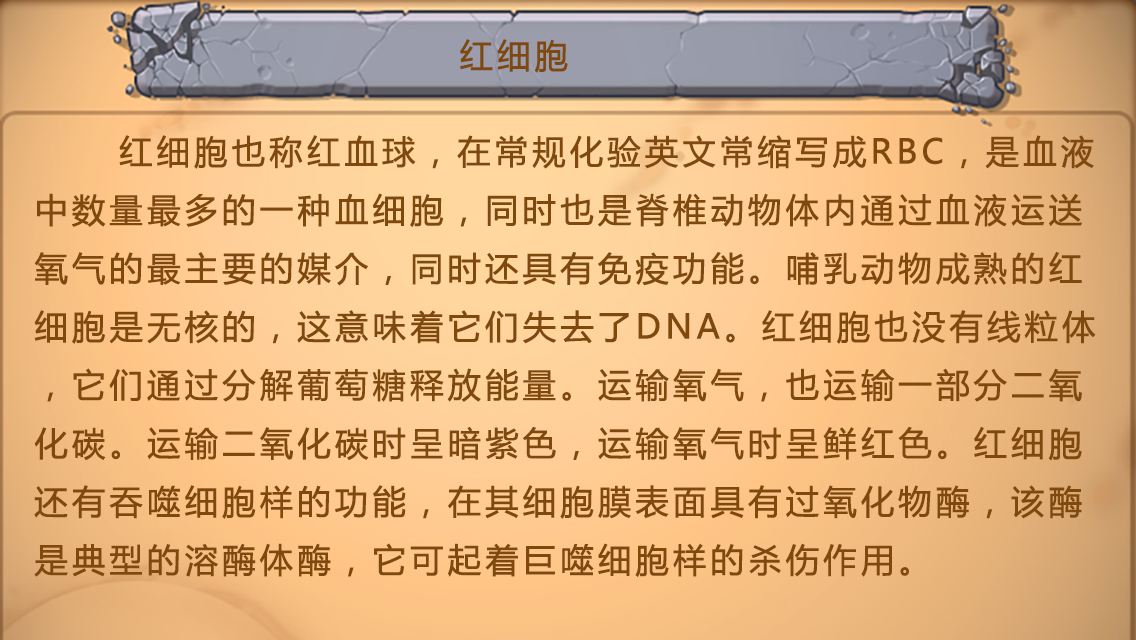 红细胞
红细胞也称红血球，在常规化验英文常缩写成RBC，是血液
中数量最多的一种血细胞，同时也是脊椎动物体内通过血液运送
氧气的最主要的媒介，同时还具有免疫功能。哺乳动物成熟的红
细胞是无核的，这意味着它们失去了DNA。红细胞也没有线粒体
，它们通过分解葡萄糖释放能量。运输氧气，也运输一部分二氧
化碳。运输二氧化碳时呈暗紫色，运输氧气时呈鲜红色。红细胞
还有吞噬细胞样的功能，在其细胞膜表面具有过氧化物酶，该酶
是典型的溶酶体酶，它可起着巨噬细胞样的杀伤作用。